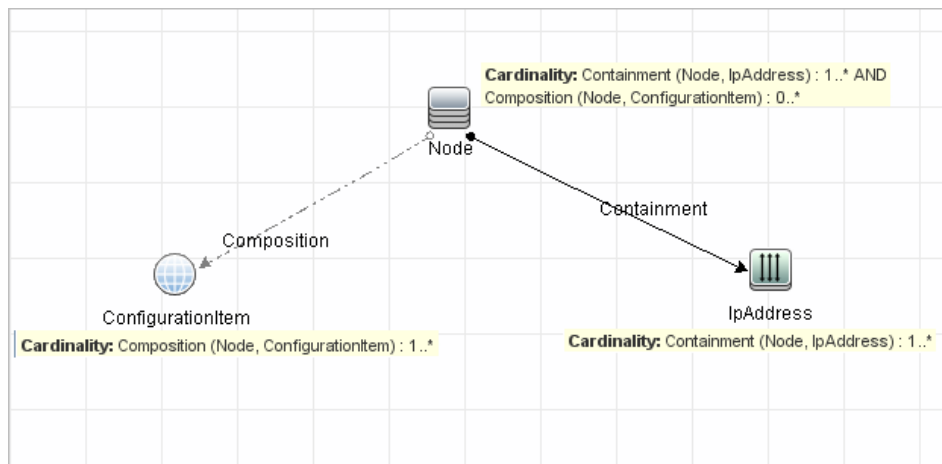 Cardinality: Containment (Node, IpAddress) : 1..* AND
Composition (Node, ConfigurationItem) : 0..*
Node
Containment
Composition
ConfigurationItem
IpAddress
Cardinality: Composition (Node, ConfigurationItem) : 1..*
Cardinality: Containment (Node, IpAddress) : 1..*